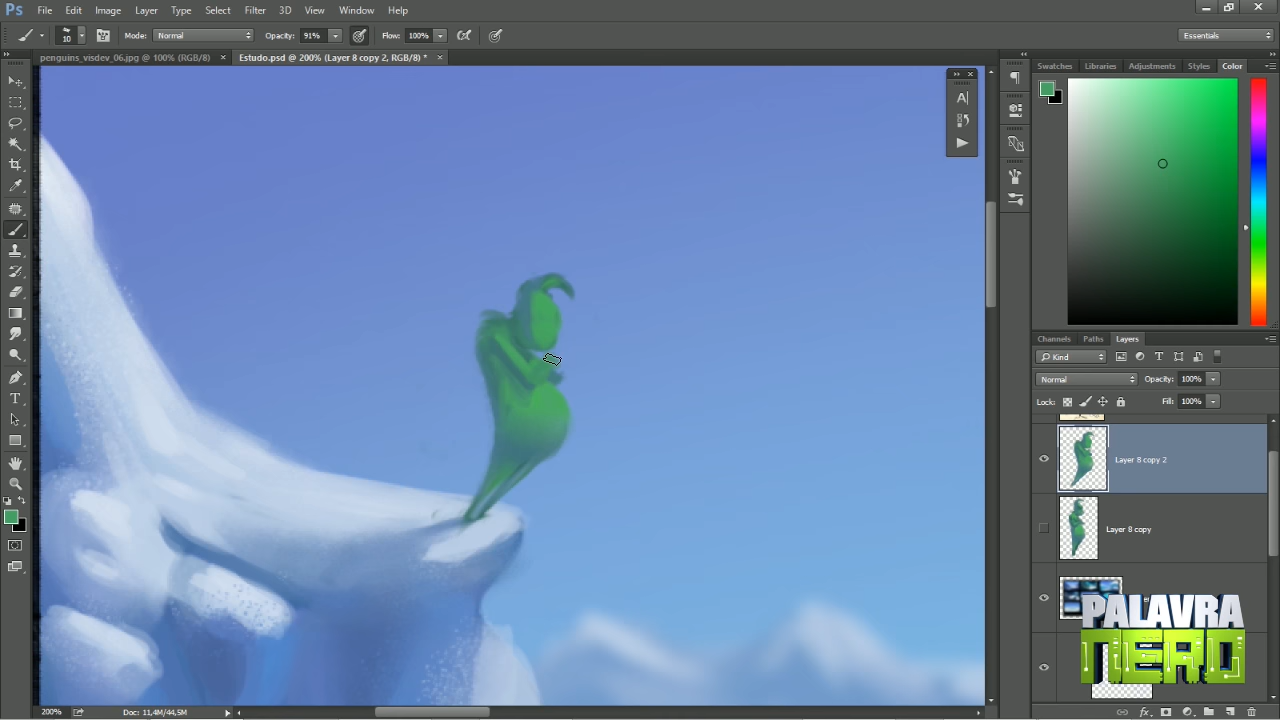 Ps File Edit Image Layer Type Select Filter 3D View Window Help
10 Mode: Normal Opacity: 91% Flow: 100% Essentials
penguins_visdev_06.jpg @ 100% (RGB/8) × Estudo.psd @ 200% (Layer 8 copy 2, RGB/8) * ×
Swatches Libraries Adjustments Styles Color
Channels Paths Layers
Kind
Normal Opacity: 100%
Lock: Fill: 100%
Layer 8 copy 2
Layer 8 copy
PALAVRA
NERD
200% Doc: 11,4M/44,5M